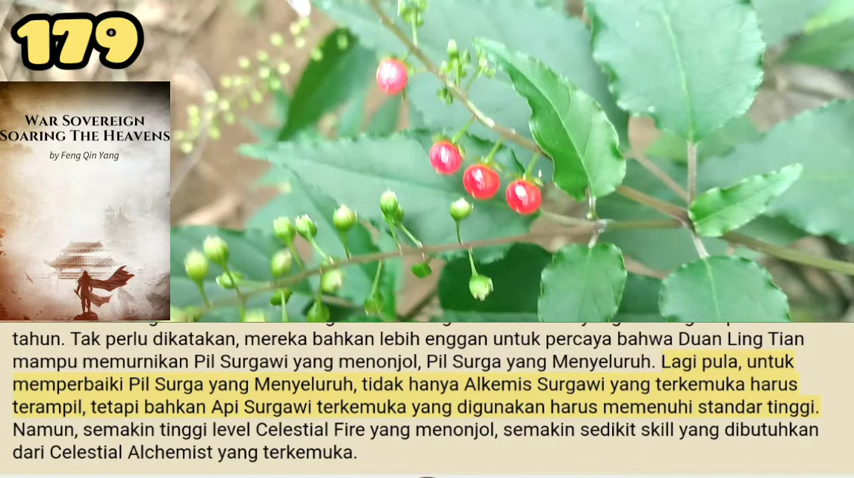 179
WAR SOVEREIGN
SOARING THE HEAVENS
by Feng Qin Yang
tahun. Tak perlu dikatakan, mereka bahkan lebih enggan untuk percaya bahwa Duan Ling Tian
mampu memurnikan Pil Surgawi yang menonjol, Pil Surga yang Menyeluruh. Lagi pula, untuk
memperbaiki Pil Surga yang Menyeluruh, tidak hanya Alkemis Surgawi yang terkemuka harus
terampil, tetapi bahkan Api Surgawi terkemuka yang digunakan harus memenuhi standar tinggi.
Namun, semakin tinggi level Celestial Fire yang menonjol, semakin sedikit skill yang dibutuhkan
dari Celestial Alchemist yang terkemuka.